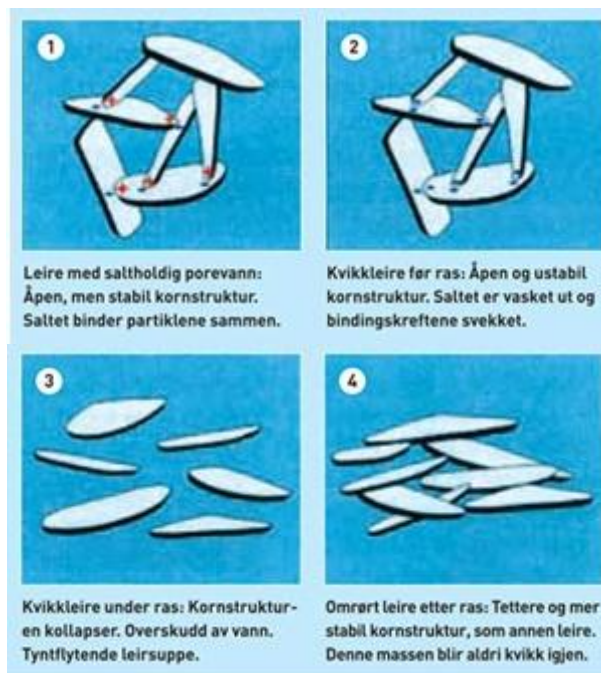 1
Leire med saltholdig porevann:
Åpen, men stabil kornstruktur.
Saltet binder partiklene sammen.
2
Kvikkleire før ras: Åpen og ustabil
kornstruktur. Saltet er vasket ut og
bindingskreftene svekket.
3
Kvikkleire under ras: Kornstruktur-
en kollapser. Overskudd av vann.
Tyntflytende leirsuppe.
4
Omrørt leire etter ras: Tettere og mer
stabil kornstruktur, som annen leire.
Denne massen blir aldri kvikk igjen.